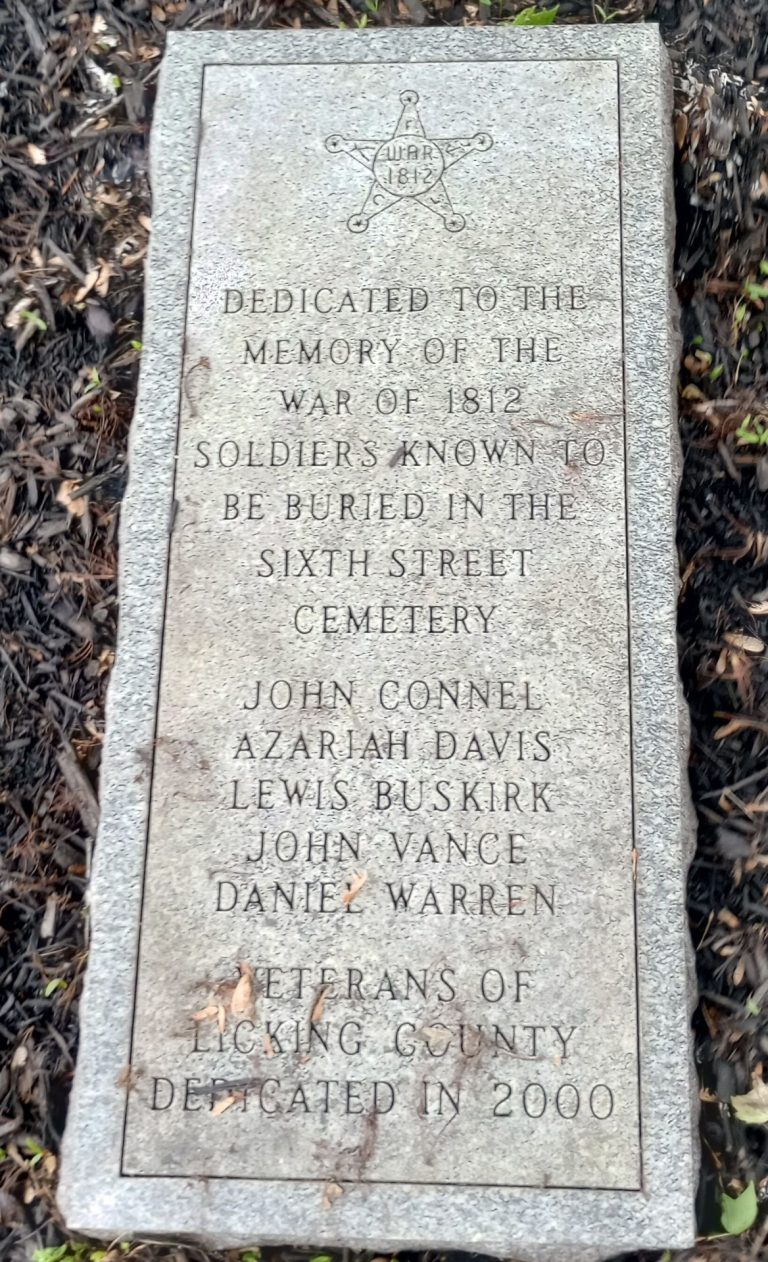 WAR
1812
DEDICATED TO THE
MEMORY OF THE
WAR OF 1812
SOLDIERS KNOWN TO
BE BURIED IN THE
SIXTH STREET
CEMETERY
JOHN CONNEL
AZARIAH DAVIS
LEWIS BUSKIRK
JOHN VANCE
DANIEL WARREN
VETERANS OF
LICKING COUNTY
DEDICATED IN 2000